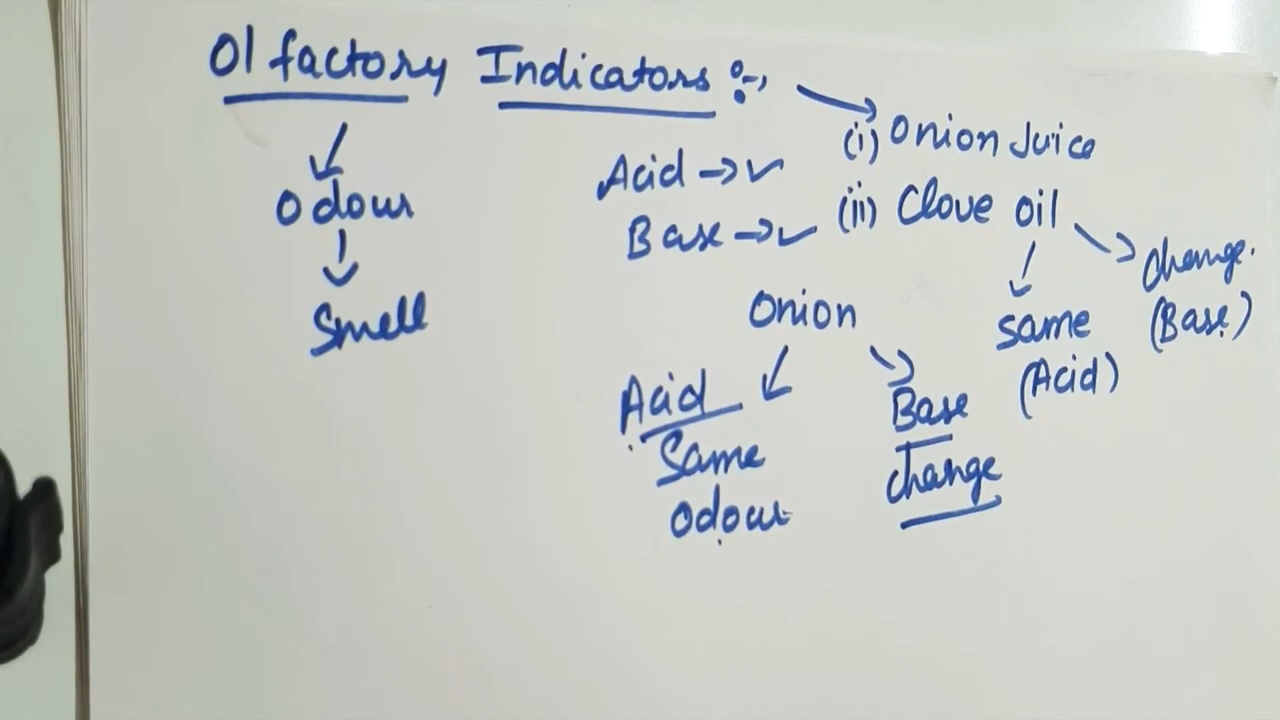 Olfactory Indicators :-,
Odour
Smell
Acid → ✓
Base → ✓
(i) Onion Juice
(ii) Clove oil
same
(Acid)
change.
(Base)
Onion
Acid
Same
Odour
Base
change